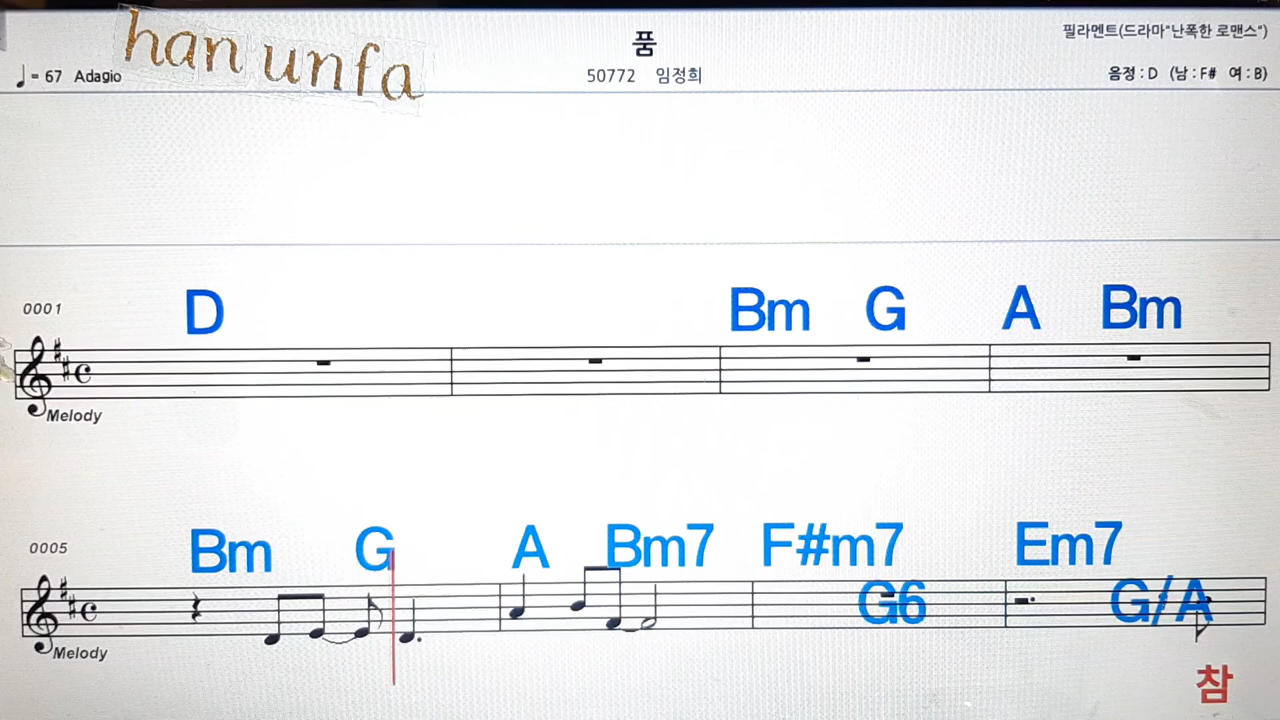 han unfa
품
필라멘트(드라마"난폭한 로맨스")
♩= 67 Adagio
50772 임정희
음정 : D (남 : F# 여 : B)
0001
D Bm G A Bm
Melody
0005
Bm G A Bm7 F#m7 Em7
G6 G/A
Melody
참